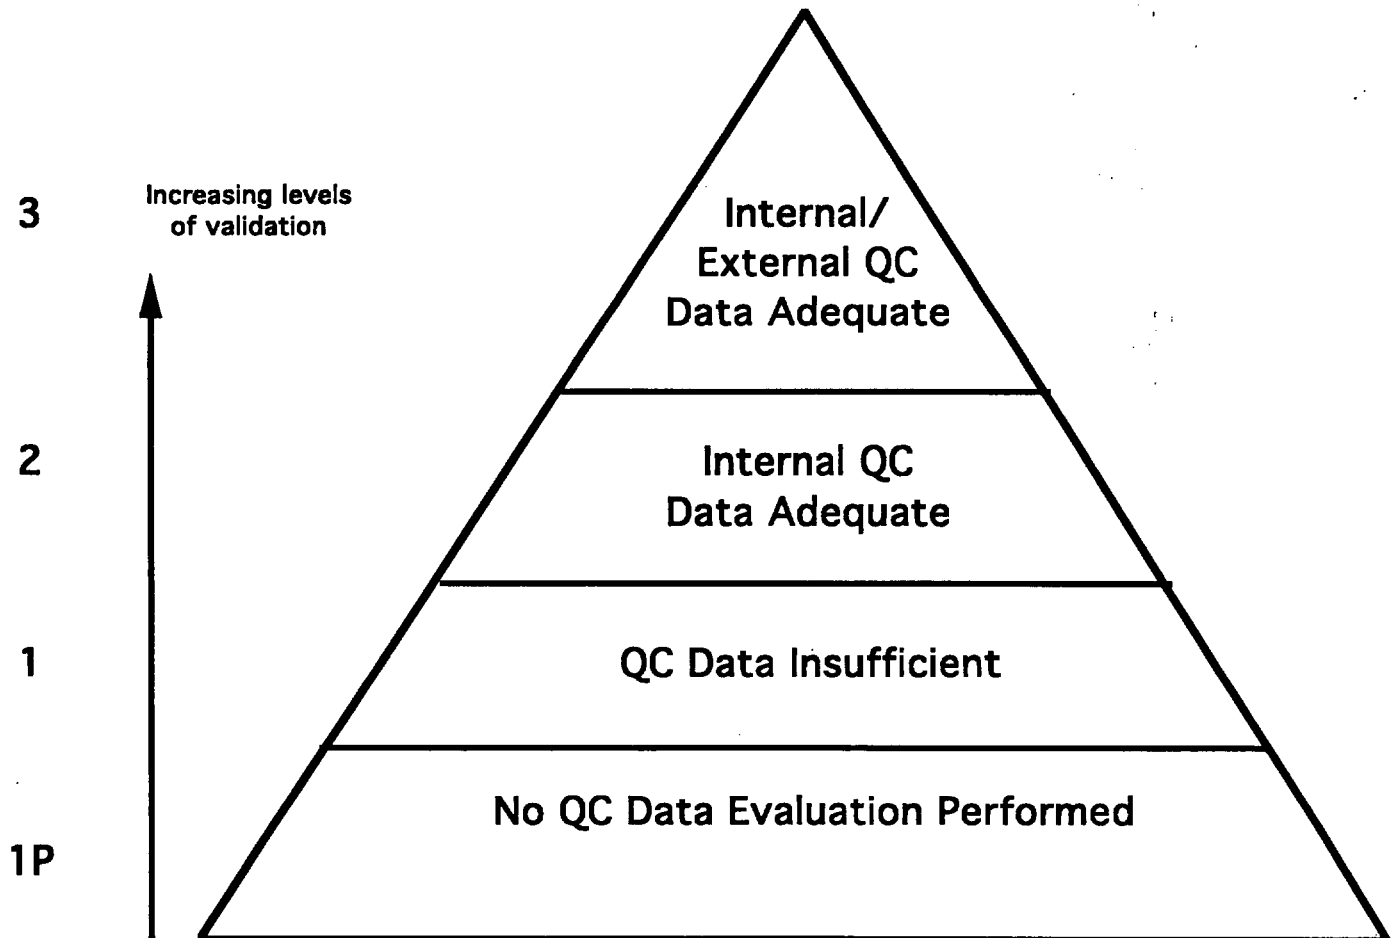 3
Increasing levels
of validation
Internal/
External QC
Data Adequate
2
Internal QC
Data Adequate
1
QC Data Insufficient
No QC Data Evaluation Performed
1P